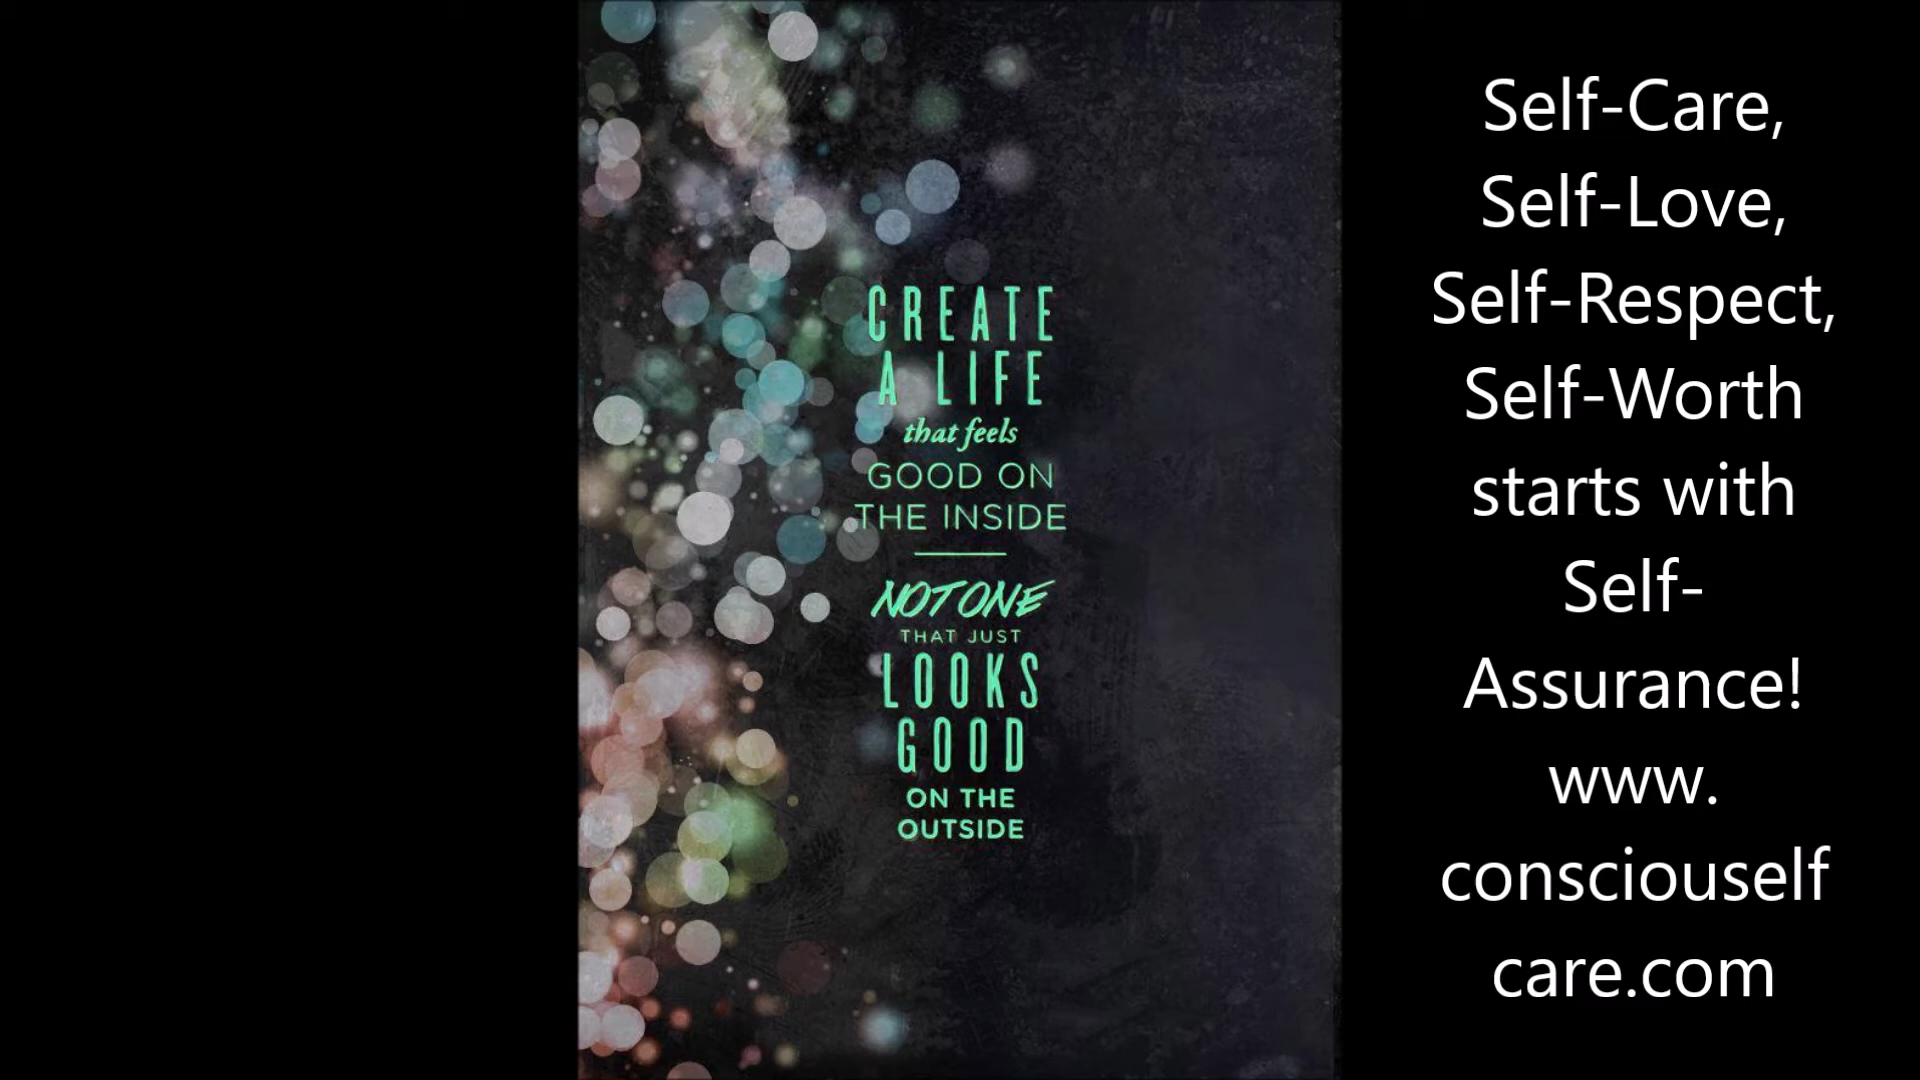 CREATE
A LIFE
that feels
GOOD ON
THE INSIDE
NOT ONE
THAT JUST
LOOKS
GOOD
ON THE
OUTSIDE
Self-Care,
Self-Love,
Self-Respect,
Self-Worth
starts with
Self-
Assurance!
www.
consciouself
care.com